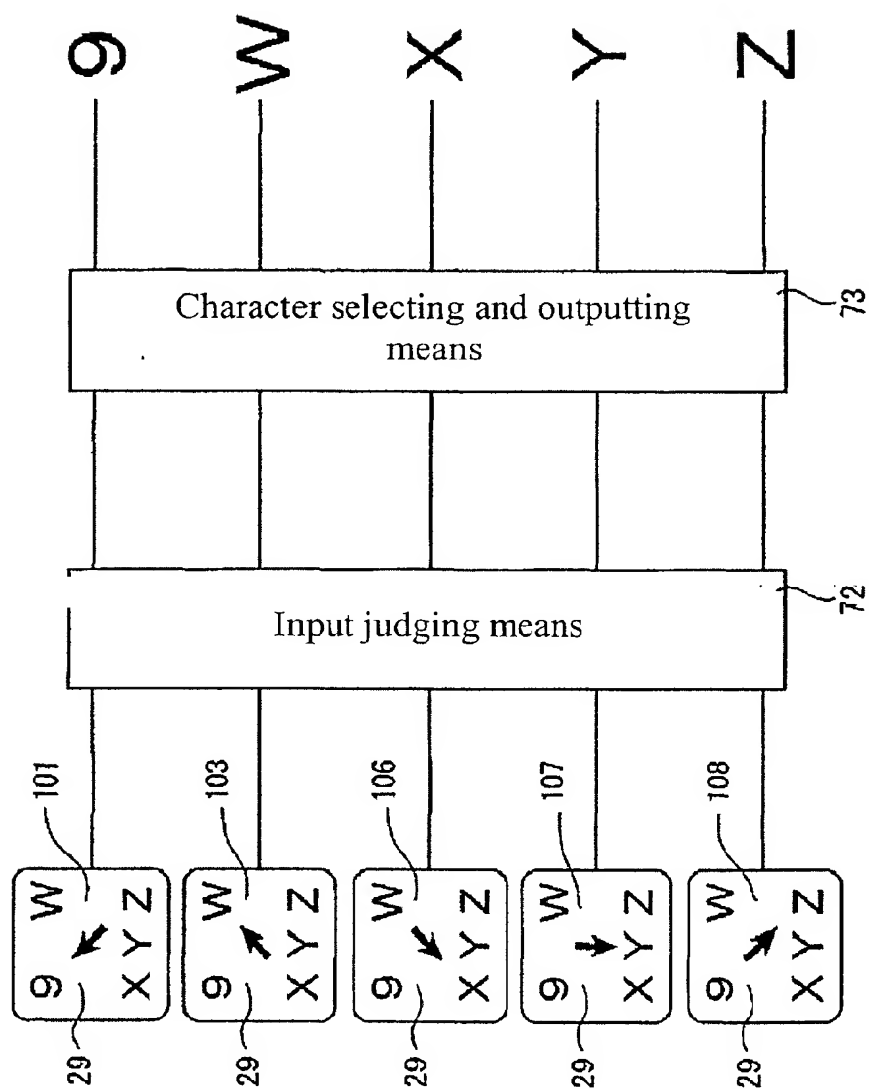 9 W X Y Z
Character selecting and outputting
means
73
Input judging means
72
101
9 W
X Y Z
29
103
9 W
X Y Z
29
106
9 W
X Y Z
29
107
9 W
X Y Z
29
108
9 W
X Y Z
29